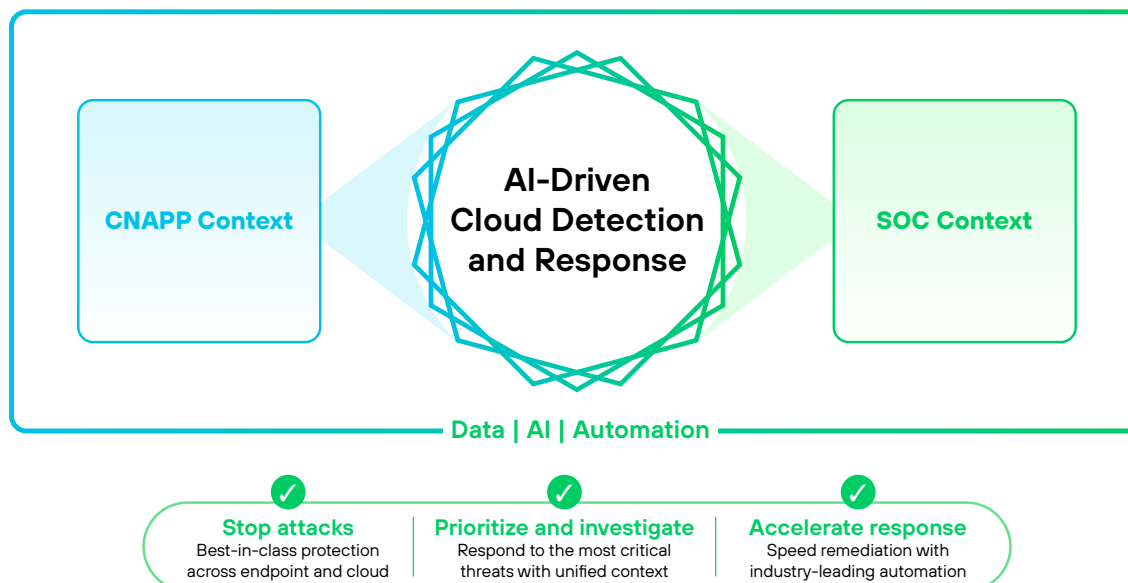 AI-Driven
Cloud Detection
and Response
CNAPP Context
SOC Context
Data | AI | Automation
Stop attacks
Best-in-class protection
across endpoint and cloud
Prioritize and investigate
Respond to the most critical
threats with unified context
Accelerate response
Speed remediation with
industry-leading automation